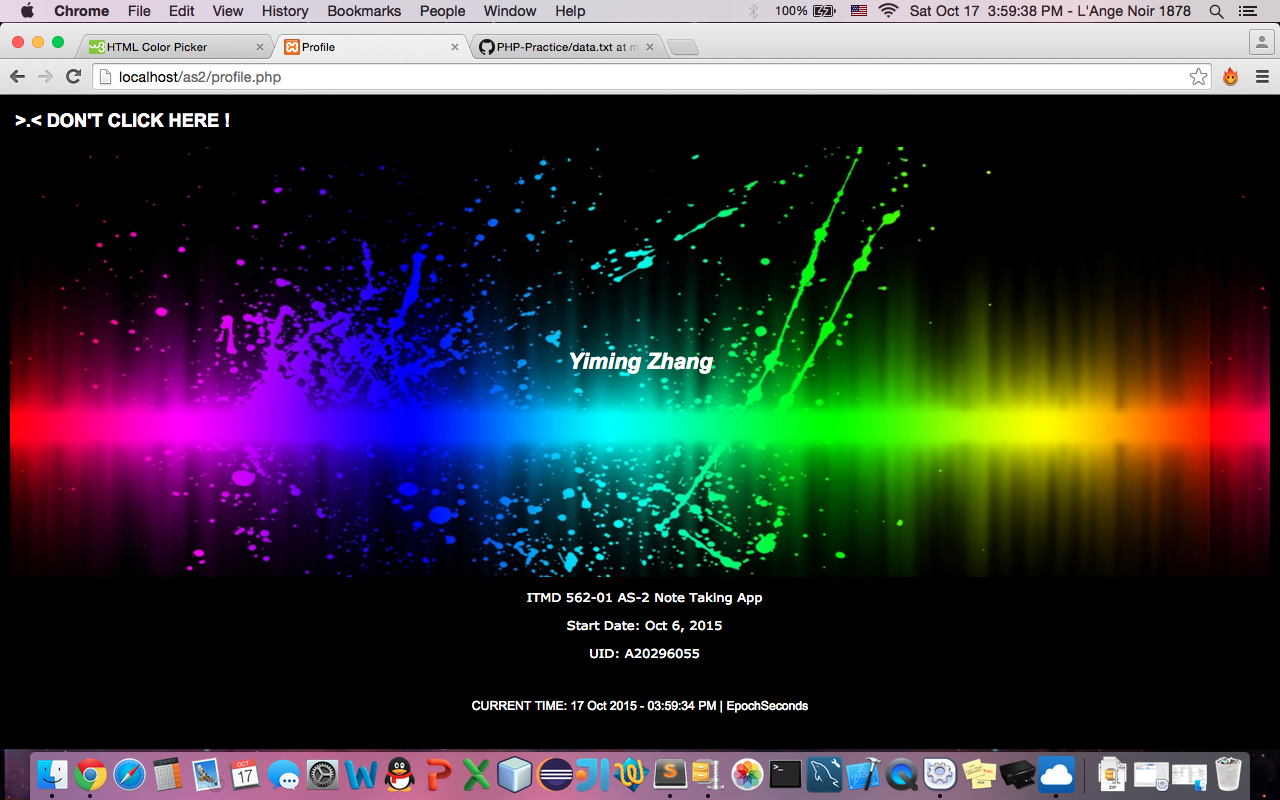 Chrome File Edit View History Bookmarks People Window Help 100% Sat Oct 17 3:59:38 PM - L'Ange Noir 1878
HTML Color Picker Profile PHP-Practice/data.txt at m
localhost/as2/profile.php
>.< DON'T CLICK HERE !
Yiming Zhang
ITMD 562-01 AS-2 Note Taking App
Start Date: Oct 6, 2015
UID: A20296055
CURRENT TIME: 17 Oct 2015 - 03:59:34 PM | EpochSeconds
OCT
17
ZIP